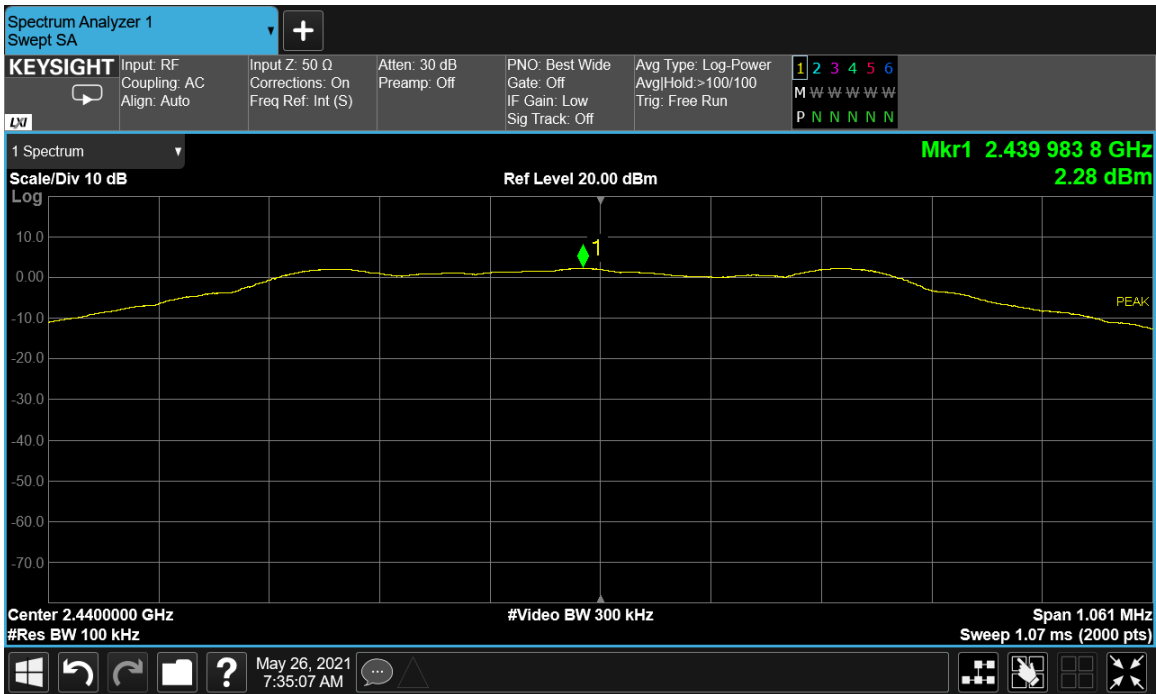 Spectrum Analyzer 1
Swept SA
KEYSIGHT
LXI
Input: RF
Coupling: AC
Align: Auto
Input Z: 50 Ω
Corrections: On
Freq Ref: Int (S)
Atten: 30 dB
Preamp: Off
PNO: Best Wide
Gate: Off
IF Gain: Low
Sig Track: Off
Avg Type: Log-Power
Avg|Hold:>100/100
Trig: Free Run
1 2 3 4 5 6
M W W W W W
P N N N N N
1 Spectrum
Mkr1 2.439 983 8 GHz
2.28 dBm
Scale/Div 10 dB
Ref Level 20.00 dBm
Log
10.0
0.00
-10.0
-20.0
-30.0
-40.0
-50.0
-60.0
-70.0
1
PEAK
Center 2.4400000 GHz
#Video BW 300 kHz
Span 1.061 MHz
#Res BW 100 kHz
Sweep 1.07 ms (2000 pts)
?
May 26, 2021
7:35:07 AM